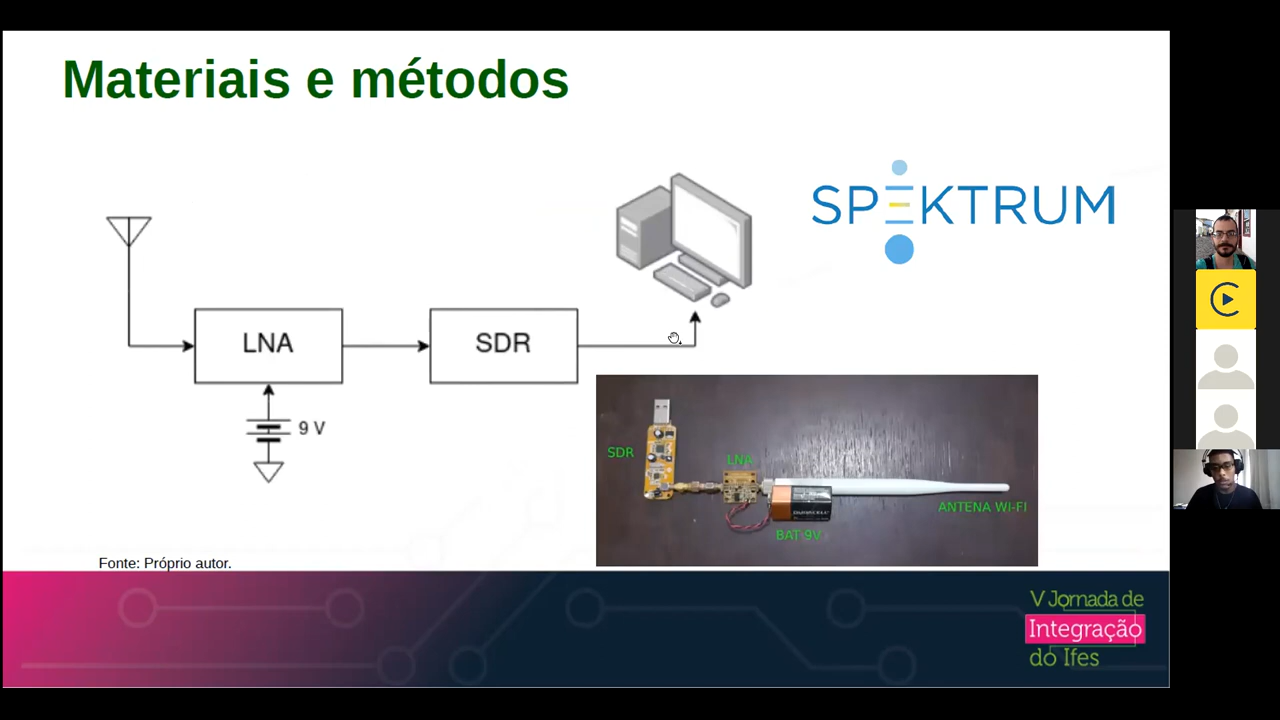 Materiais e métodos
SPEKTRUM
LNA
SDR
9 V
SDR
LNA
DURACELL
ANTENA WI-FI
BAT 9V
Fonte: Próprio autor.
V Jornada de
Integração
do Ifes